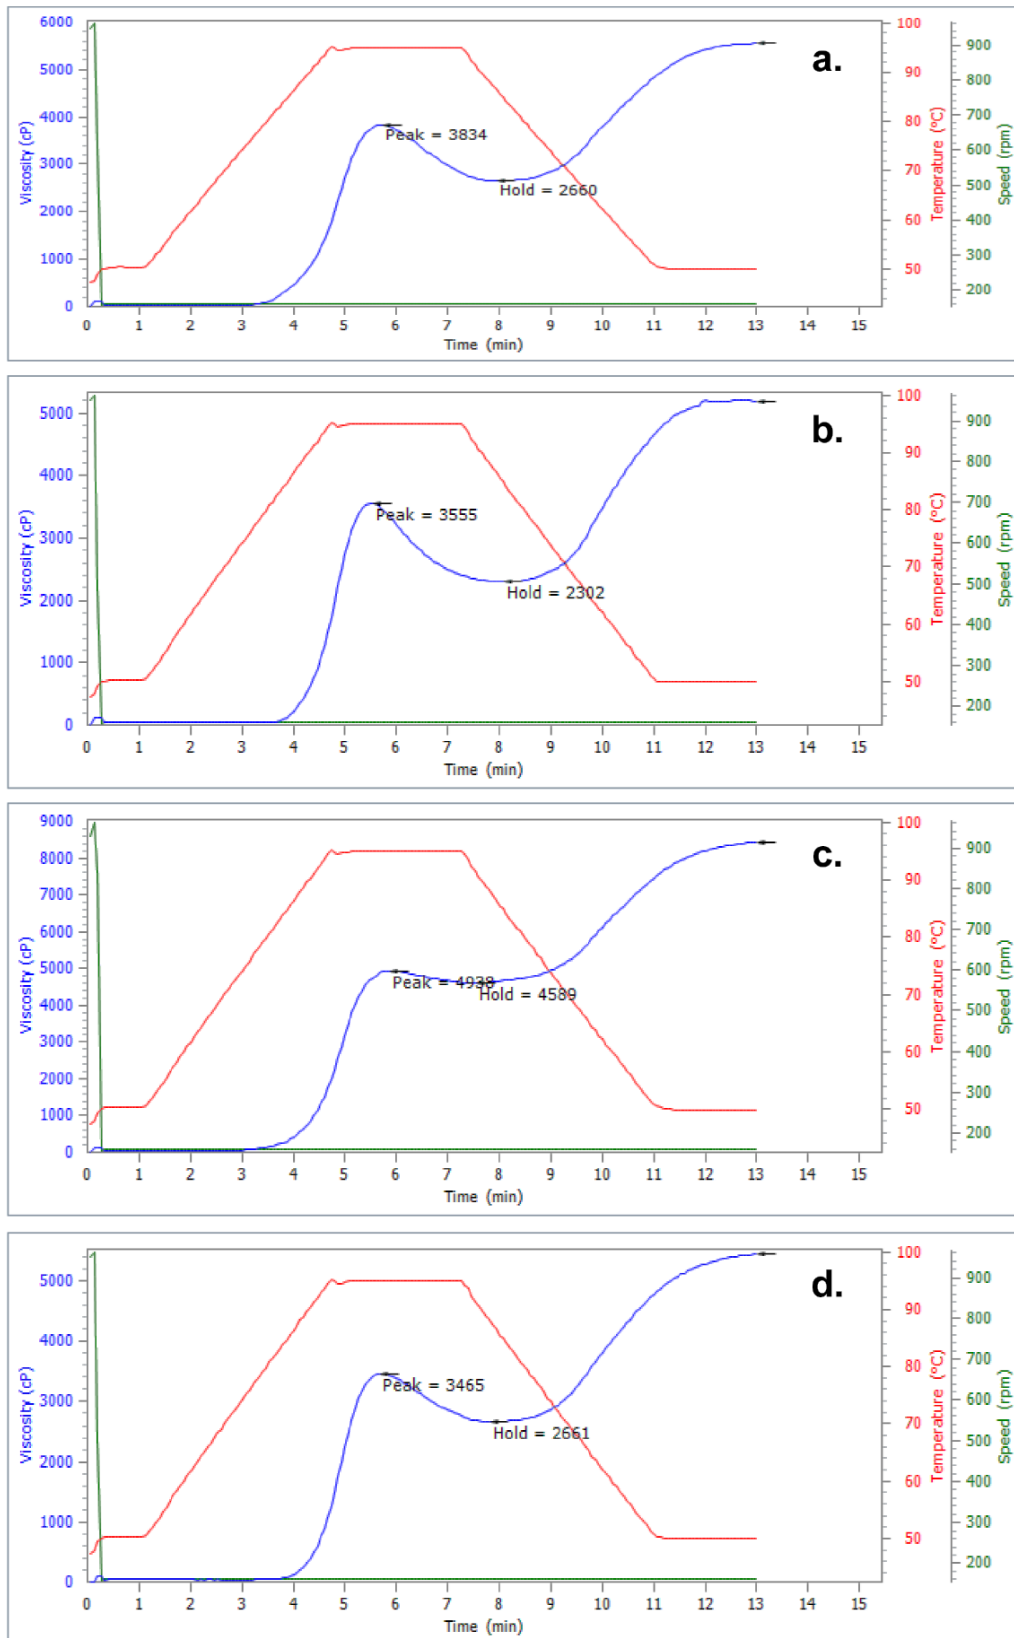 a.
Viscosity (cP)
6000
5000
4000
3000
2000
1000
0
Peak = 3834
Hold = 2660
0 1 2 3 4 5 6 7 8 9 10 11 12 13 14 15
Time (min)
Temperature (°C)
100
90
80
70
60
50
Speed (rpm)
900
800
700
600
500
400
300
200
b.
Viscosity (cP)
5000
4000
3000
2000
1000
0
Peak = 3555
Hold = 2302
0 1 2 3 4 5 6 7 8 9 10 11 12 13 14 15
Time (min)
Temperature (°C)
100
90
80
70
60
50
Speed (rpm)
900
800
700
600
500
400
300
200
c.
Viscosity (cP)
9000
8000
7000
6000
5000
4000
3000
2000
1000
0
Peak = 4938
Hold = 4589
0 1 2 3 4 5 6 7 8 9 10 11 12 13 14 15
Time (min)
Temperature (°C)
100
90
80
70
60
50
Speed (rpm)
900
800
700
600
500
400
300
200
d.
Viscosity (cP)
5000
4000
3000
2000
1000
0
Peak = 3465
Hold = 2661
0 1 2 3 4 5 6 7 8 9 10 11 12 13 14 15
Time (min)
Temperature (°C)
100
90
80
70
60
50
Speed (rpm)
900
800
700
600
500
400
300
200